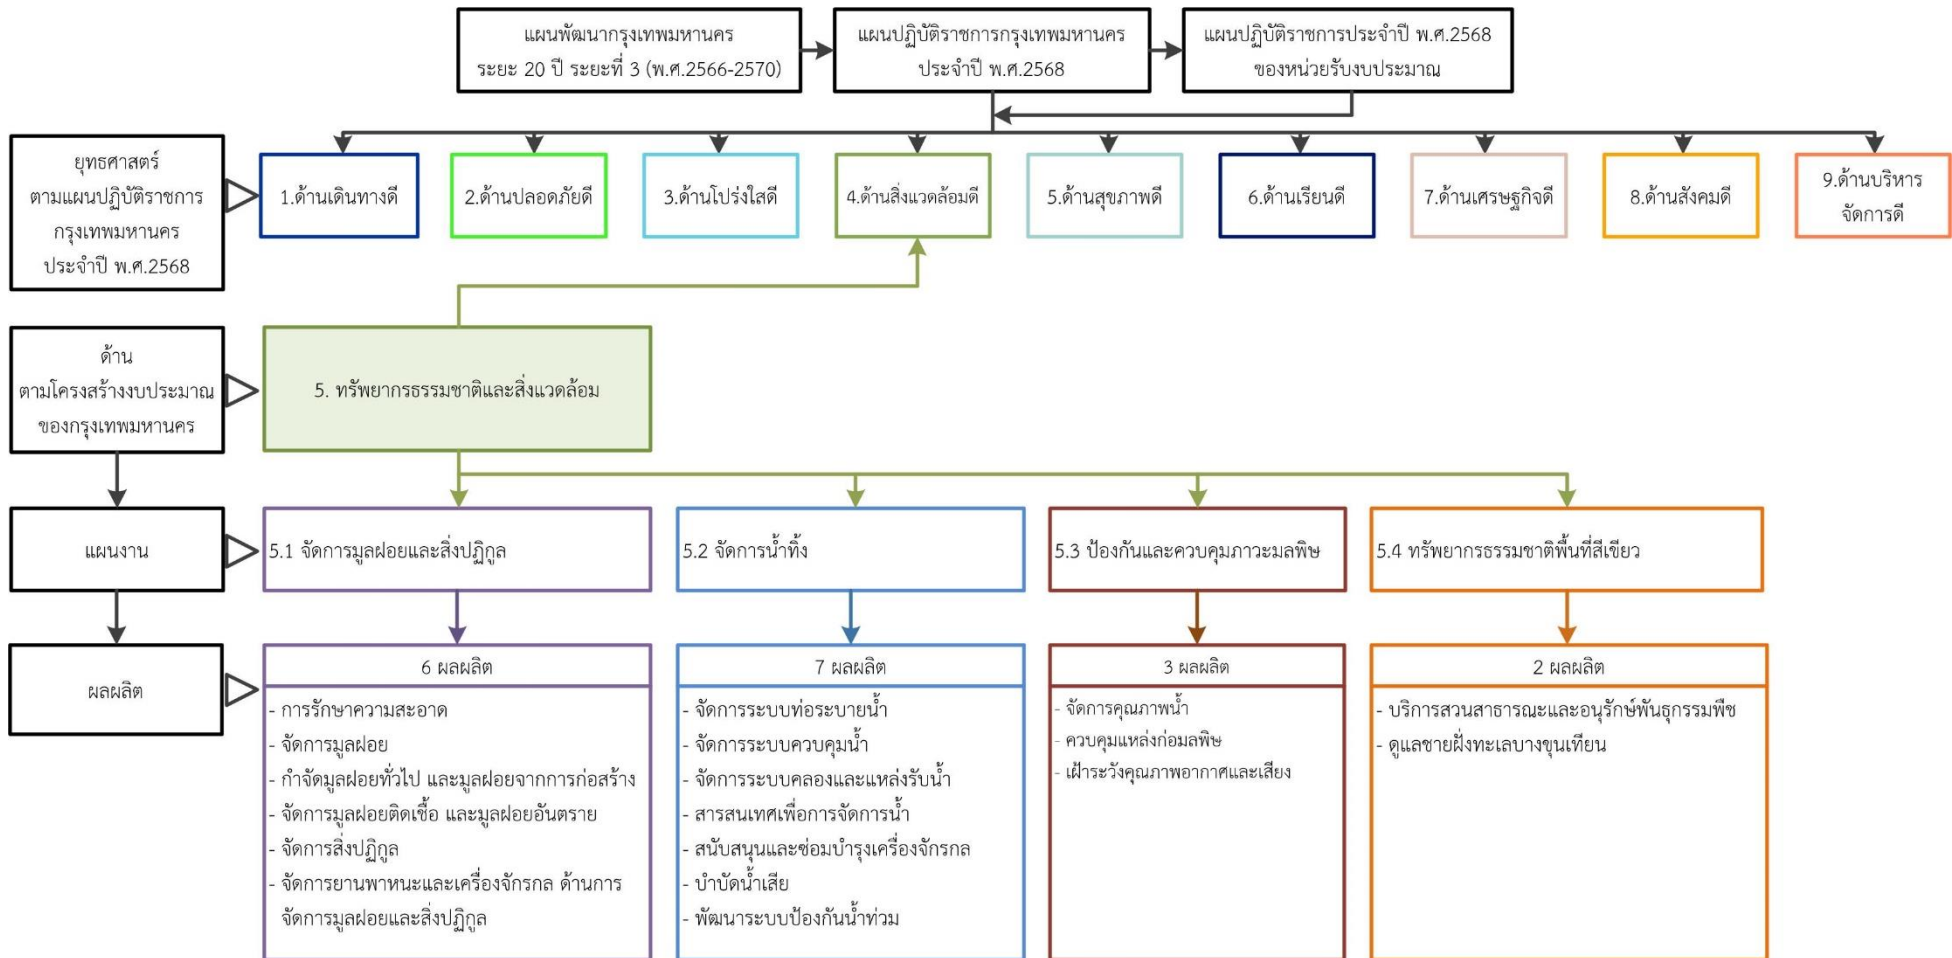 แผนพัฒนากรุงเทพมหานคร
ระยะ 20 ปี ระยะที่ 3 (พ.ศ.2566-2570)
แผนปฏิบัติราชการกรุงเทพมหานคร
ประจำปี พ.ศ.2568
แผนปฏิบัติราชการประจำปี พ.ศ.2568
ของหน่วยรับงบประมาณ
ยุทธศาสตร์
ตามแผนปฏิบัติราชการ
กรุงเทพมหานคร
ประจำปี พ.ศ.2568
1.ด้านเดินทางดี
2.ด้านปลอดภัยดี
3.ด้านโปร่งใสดี
4.ด้านสิ่งแวดล้อมดี
5.ด้านสุขภาพดี
6.ด้านเรียนดี
7.ด้านเศรษฐกิจดี
8.ด้านสังคมดี
9.ด้านบริหาร
จัดการดี
ด้าน
ตามโครงสร้างงบประมาณ
ของกรุงเทพมหานคร
5. ทรัพยากรธรรมชาติและสิ่งแวดล้อม
แผนงาน
5.1 จัดการมูลฝอยและสิ่งปฏิกูล
5.2 จัดการน้ำทิ้ง
5.3 ป้องกันและควบคุมภาวะมลพิษ
5.4 ทรัพยากรธรรมชาติพื้นที่สีเขียว
ผลผลิต
6 ผลผลิต
- การรักษาความสะอาด
- จัดการมูลฝอย
- กำจัดมูลฝอยทั่วไป และมูลฝอยจากการก่อสร้าง
- จัดการมูลฝอยติดเชื้อ และมูลฝอยอันตราย
- จัดการสิ่งปฏิกูล
- จัดการยานพาหนะและเครื่องจักรกล ด้านการ
จัดการมูลฝอยและสิ่งปฏิกูล
7 ผลผลิต
- จัดการระบบท่อระบายน้ำ
- จัดการระบบควบคุมน้ำ
- จัดการระบบคลองและแหล่งรับน้ำ
- สารสนเทศเพื่อการจัดการน้ำ
- สนับสนุนและซ่อมบำรุงเครื่องจักรกล
- บำบัดน้ำเสีย
- พัฒนาระบบป้องกันน้ำท่วม
3 ผลผลิต
- จัดการคุณภาพน้ำ
- ควบคุมแหล่งก่อมลพิษ
- เฝ้าระวังคุณภาพอากาศและเสียง
2 ผลผลิต
- บริการสวนสาธารณะและอนุรักษ์พันธุกรรมพืช
- ดูแลชายฝั่งทะเลบางขุนเทียน